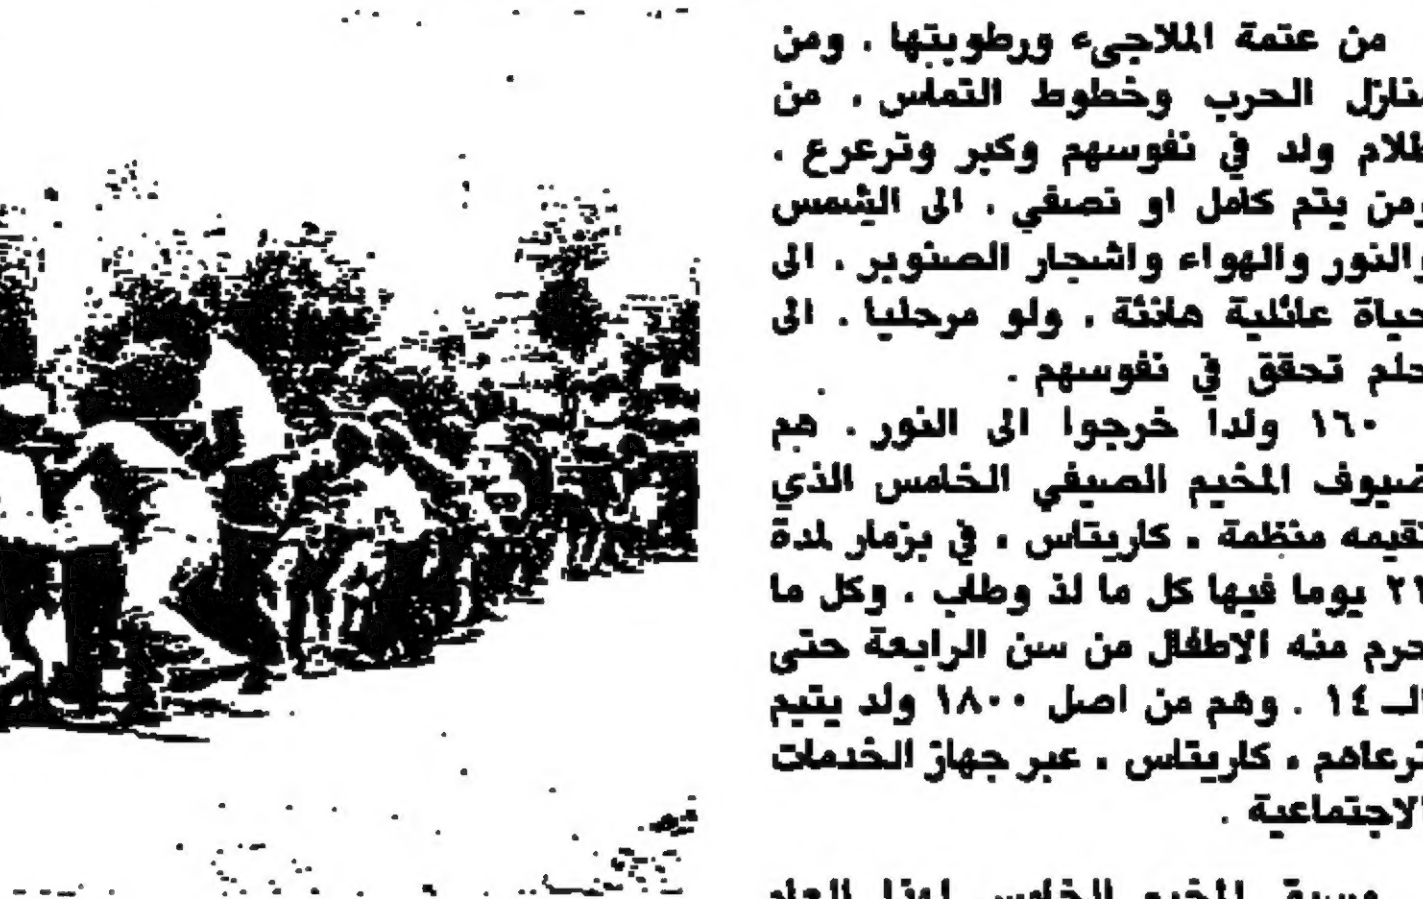 من عتمة الملاجىء ورطوبتها ، ومن
منازل الحرب وخطوط التماس ، من
ظلام ولد في نفوسهم وكبر وترعرع ،
ومن يتم كامل او نصفي ، الى الشمس
والنور والهواء واشجار الصنوبر ، الى
حياة عائلية هانئة ، ولو مرحليا ، الى
حلم تحقق في نفوسهم .
١٦٠ ولداً خرجوا الى النور . هم
ضيوف المخيم الصيفي الخامس الذي
تقيمه منظمة « كاريتاس » في بزمار لمدة
يوما فيها كل ما لذ وطاب ، وكل ما
حرم منه الاطفال من سن الرابعة حتى
الـ ١٤ . وهم من اصل ١٨٠٠ ولد يتيم
ترعاهم « كاريتاس » عبر جهاز الخدمات
الاجتماعية .
المخيم الخامس لهذا العام